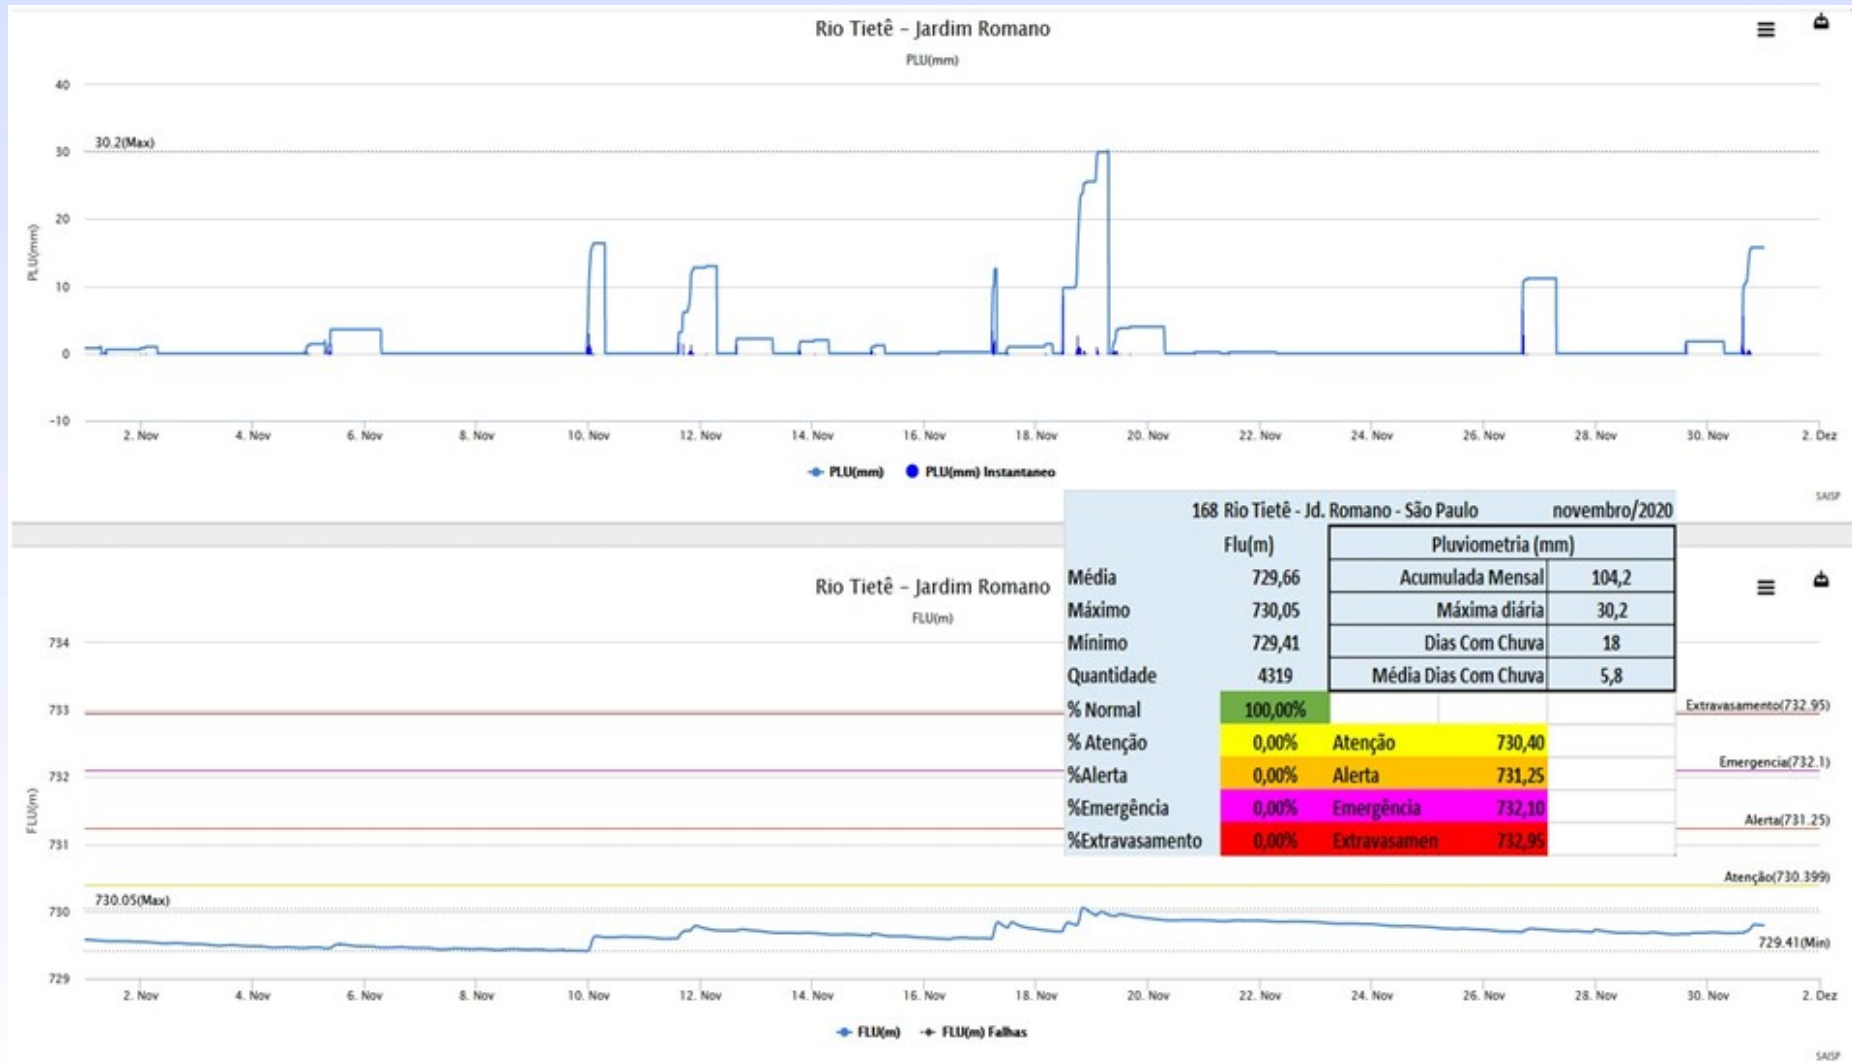 Rio Tietê – Jardim Romano
PLU(mm)
40
30.2(Max)
30
20
10
0
-10
PLU(mm)
2. Nov 4. Nov 6. Nov 8. Nov 10. Nov 12. Nov 14. Nov 16. Nov 18. Nov 20. Nov 22. Nov 24. Nov 26. Nov 28. Nov 30. Nov 2. Dez
PLU(mm) PLU(mm) Instantaneo
SAISP
168 Rio Tietê - Jd. Romano - São Paulo novembro/2020
Flu(m) Pluviometria (mm)
Média 729,66 Acumulada Mensal 104,2
Máximo 730,05 Máxima diária 30,2
Mínimo 729,41 Dias Com Chuva 18
Quantidade 4319 Média Dias Com Chuva 5,8
% Normal 100,00%
% Atenção 0,00% Atenção 730,40
%Alerta 0,00% Alerta 731,25
%Emergência 0,00% Emergência 732,10
%Extravasamento 0,00% Extravasamen 732,95
Rio Tietê – Jardim Romano
FLU(m)
734
733
732
731
730
729
FLU(m)
Extravasamento(732.95)
Emergencia(732.1)
Alerta(731.25)
Atenção(730.399)
730.05(Max)
729.41(Min)
2. Nov 4. Nov 6. Nov 8. Nov 10. Nov 12. Nov 14. Nov 16. Nov 18. Nov 20. Nov 22. Nov 24. Nov 26. Nov 28. Nov 30. Nov 2. Dez
FLU(m) FLU(m) Falhas
SAISP